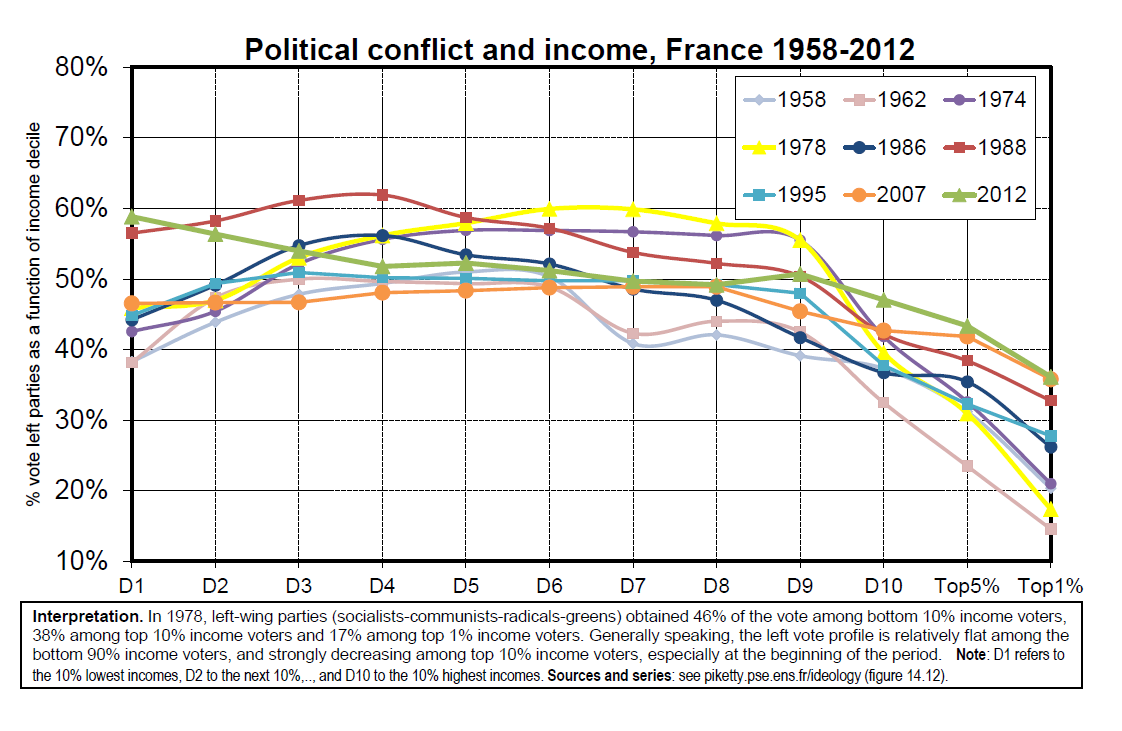 Political conflict and income, France 1958-2012
% vote left parties as a function of income decile
80%
70%
60%
50%
40%
30%
20%
10%
1958 1962 1974
1978 1986 1988
1995 2007 2012
D1 D2 D3 D4 D5 D6 D7 D8 D9 D10 Top5% Top1%
Interpretation. In 1978, left-wing parties (socialists-communists-radicals-greens) obtained 46% of the vote among bottom 10% income voters,
38% among top 10% income voters and 17% among top 1% income voters. Generally speaking, the left vote profile is relatively flat among the
bottom 90% income voters, and strongly decreasing among top 10% income voters, especially at the beginning of the period. Note: D1 refers to
the 10% lowest incomes, D2 to the next 10%,.., and D10 to the 10% highest incomes. Sources and series: see piketty.pse.ens.fr/ideology (figure 14.12).